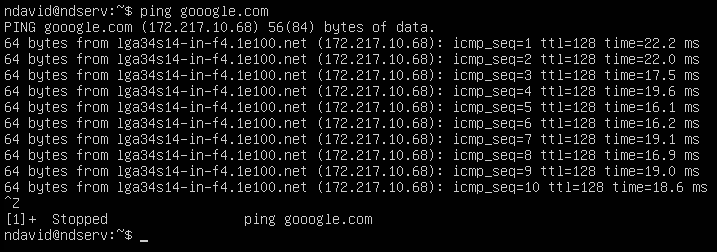 ndavid@ndserv:~$ ping gooogle.com
PING gooogle.com (172.217.10.68) 56(84) bytes of data.
64 bytes from lga34s14-in-f4.1e100.net (172.217.10.68): icmp_seq=1 ttl=128 time=22.2 ms
64 bytes from lga34s14-in-f4.1e100.net (172.217.10.68): icmp_seq=2 ttl=128 time=22.0 ms
64 bytes from lga34s14-in-f4.1e100.net (172.217.10.68): icmp_seq=3 ttl=128 time=17.5 ms
64 bytes from lga34s14-in-f4.1e100.net (172.217.10.68): icmp_seq=4 ttl=128 time=19.6 ms
64 bytes from lga34s14-in-f4.1e100.net (172.217.10.68): icmp_seq=5 ttl=128 time=16.1 ms
64 bytes from lga34s14-in-f4.1e100.net (172.217.10.68): icmp_seq=6 ttl=128 time=16.2 ms
64 bytes from lga34s14-in-f4.1e100.net (172.217.10.68): icmp_seq=7 ttl=128 time=19.1 ms
64 bytes from lga34s14-in-f4.1e100.net (172.217.10.68): icmp_seq=8 ttl=128 time=16.9 ms
64 bytes from lga34s14-in-f4.1e100.net (172.217.10.68): icmp_seq=9 ttl=128 time=19.0 ms
64 bytes from lga34s14-in-f4.1e100.net (172.217.10.68): icmp_seq=10 ttl=128 time=18.6 ms
^Z
[1]+  Stopped                 ping gooogle.com
ndavid@ndserv:~$ _